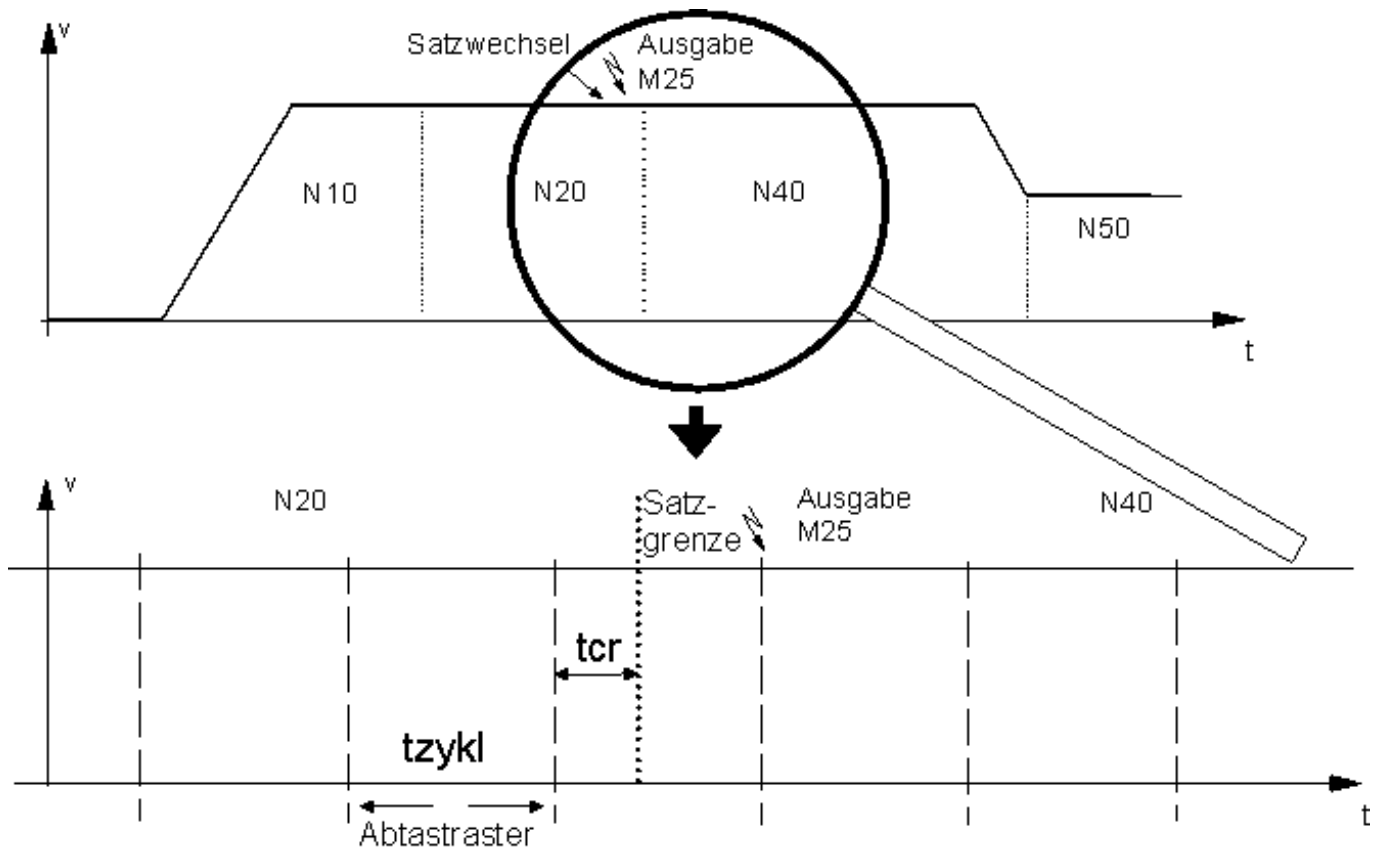 v
Satzwechsel
Ausgabe
M25
N10
N20
N40
N50
t
v
N20
Satz-
grenze
Ausgabe
M25
N40
tcr
tzykl
Abtastraster
t